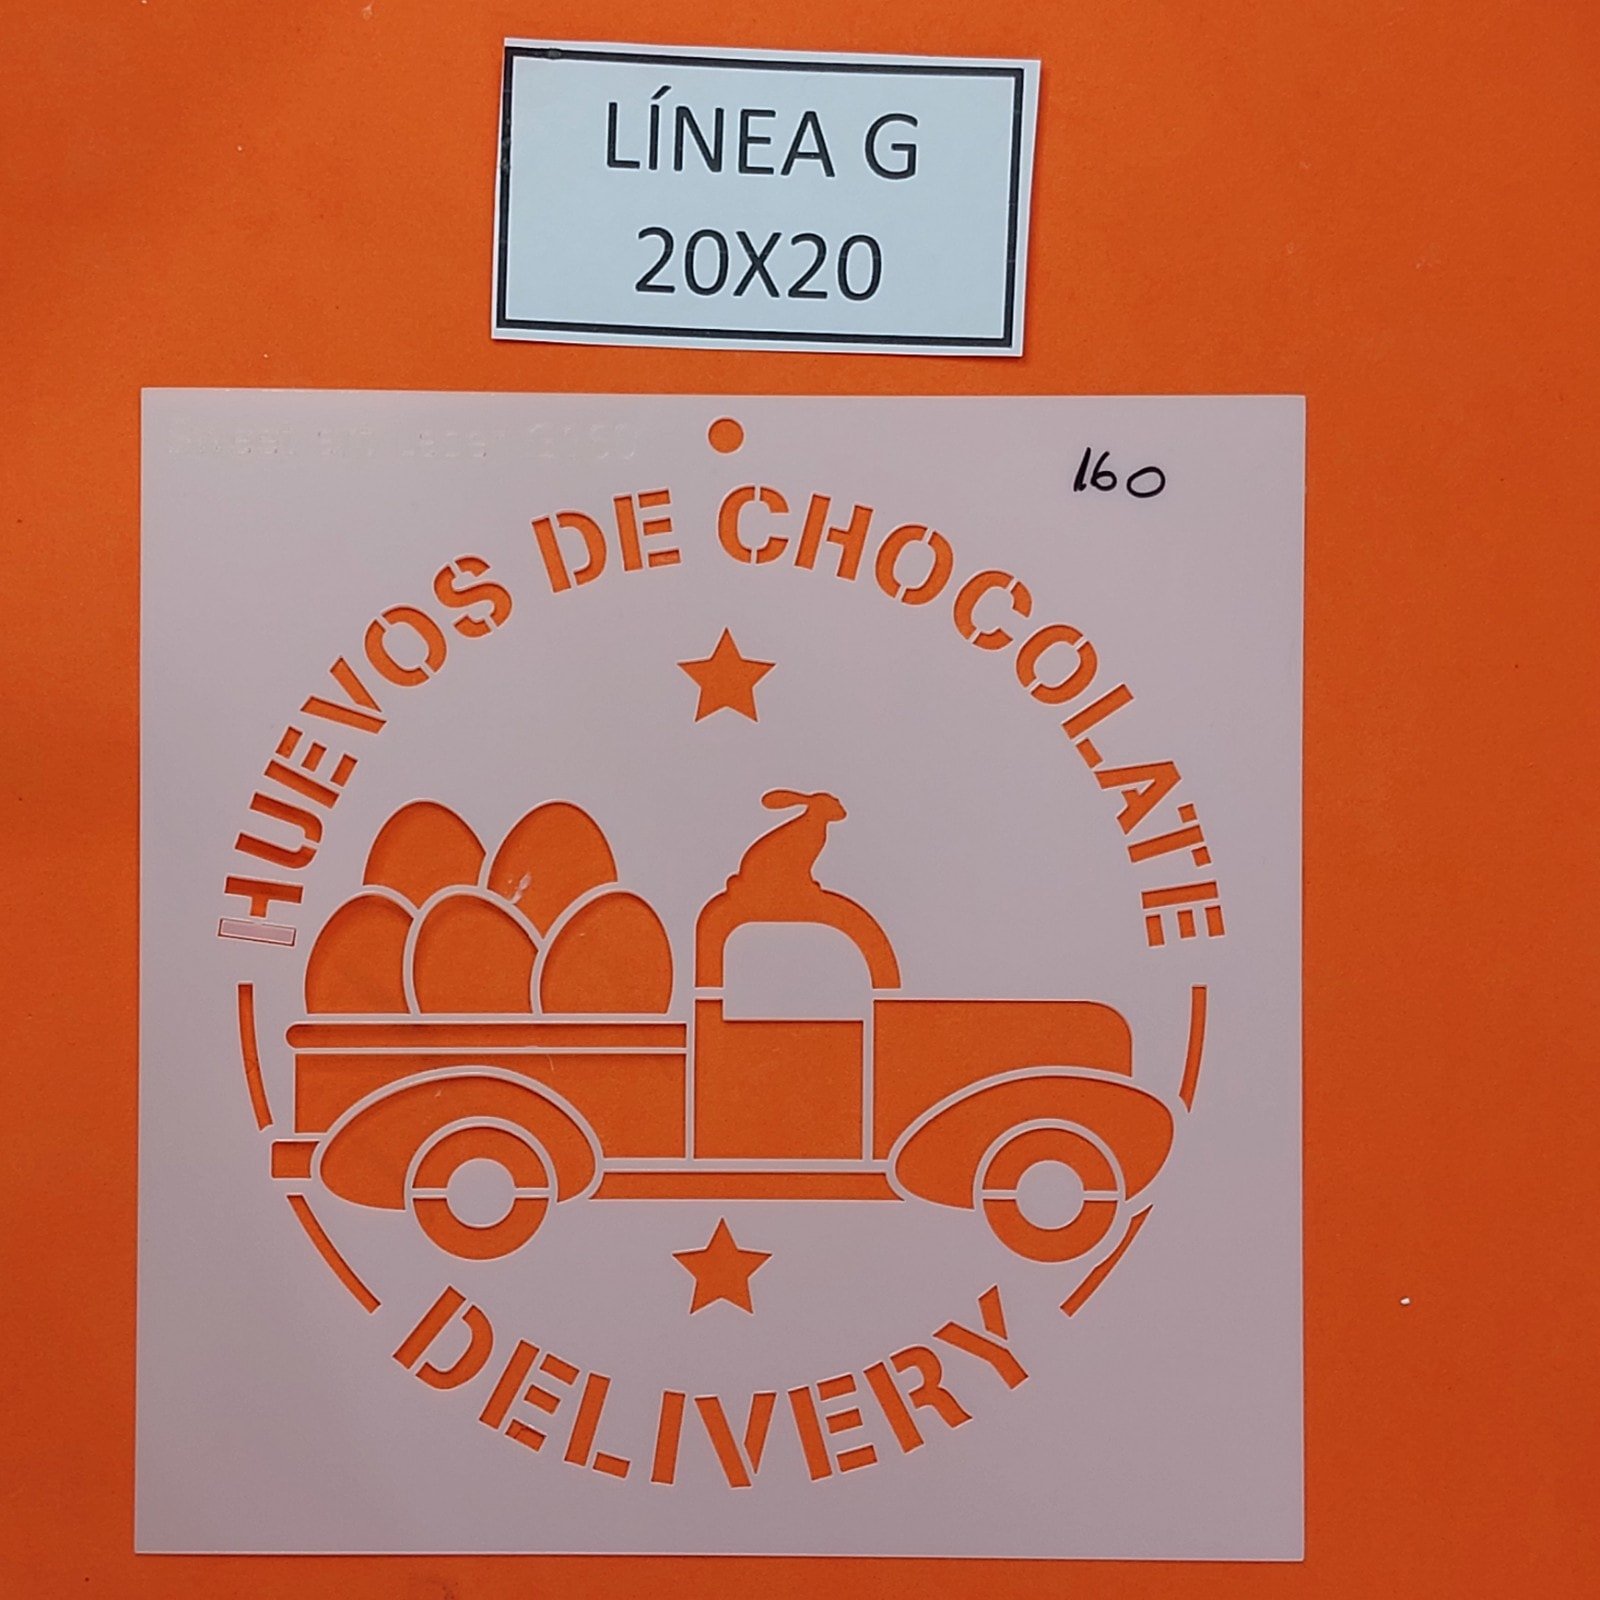 LÍNEA G
20X20
160
HUEVOS DE CHOCOLATE
DELIVERY